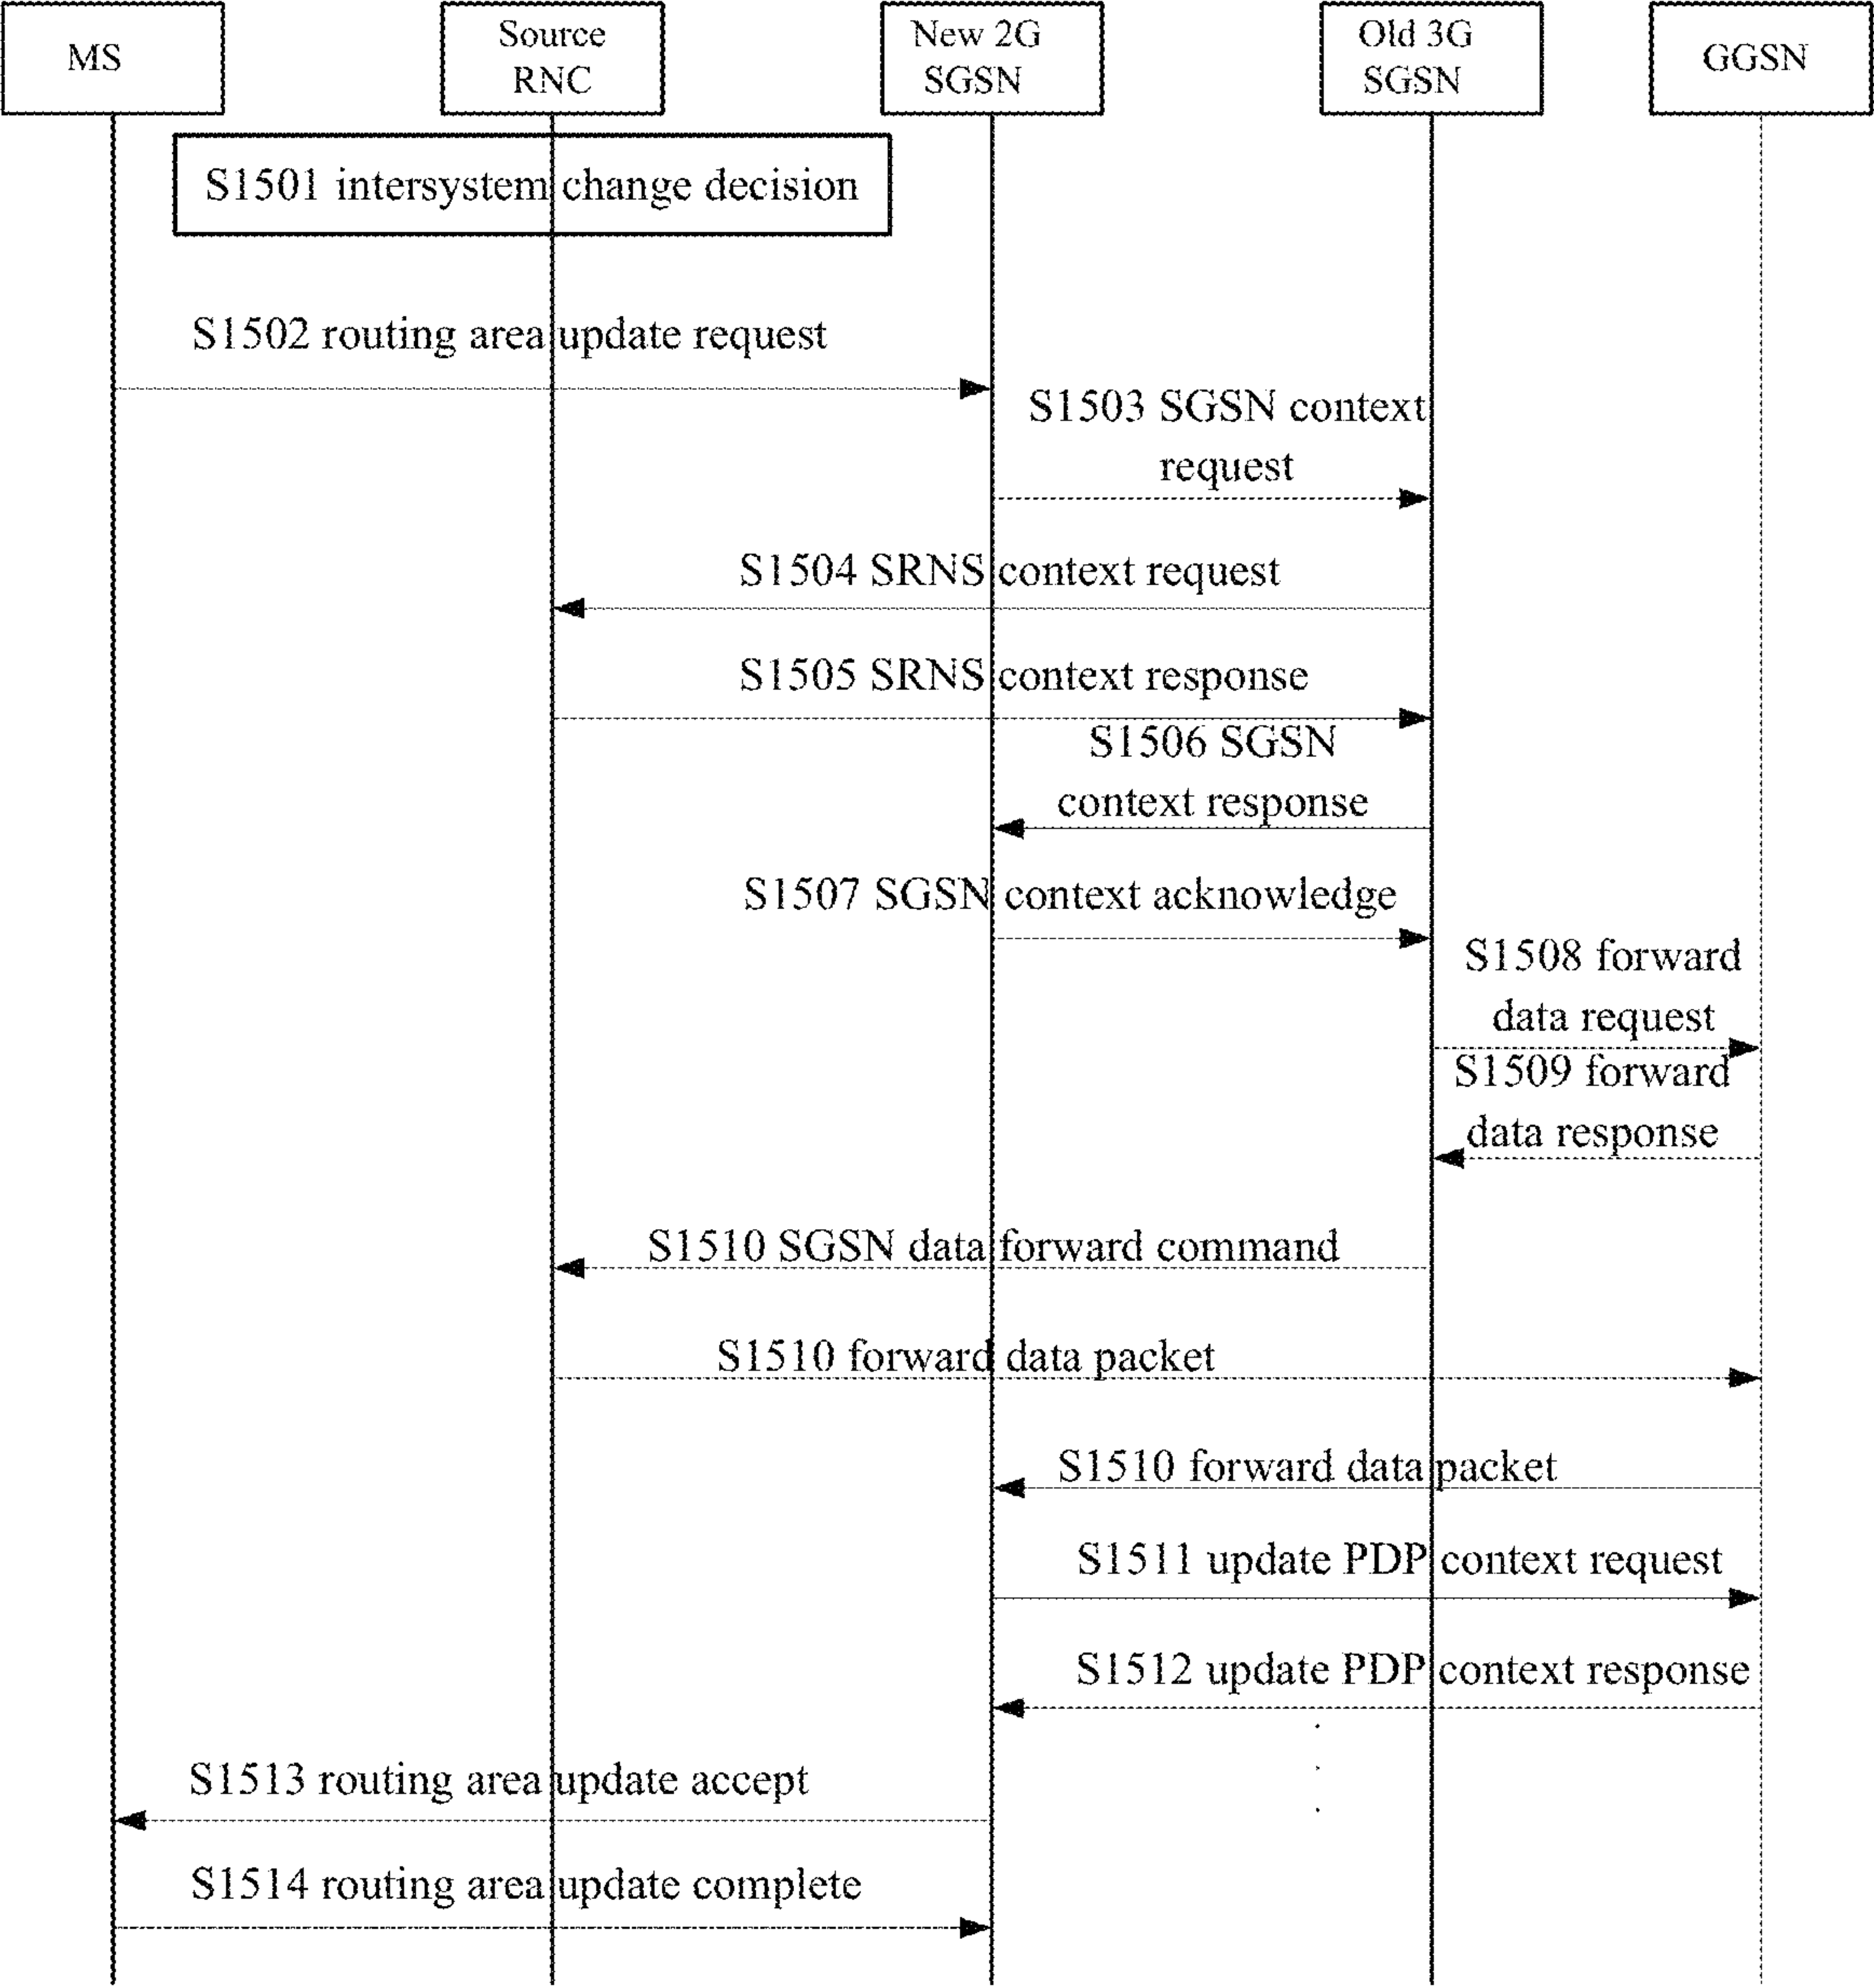 MS
Source
RNC
New 2G
SGSN
Old 3G
SGSN
GGSN
S1501 intersystem change decision
S1502 routing area update request
S1503 SGSN context
request
S1504 SRNS context request
S1505 SRNS context response
S1506 SGSN
context response
S1507 SGSN context acknowledge
S1508 forward
data request
S1509 forward
data response
S1510 SGSN data forward command
S1510 forward data packet
S1510 forward data packet
S1511 update PDP context request
S1512 update PDP context response
S1513 routing area update accept
S1514 routing area update complete